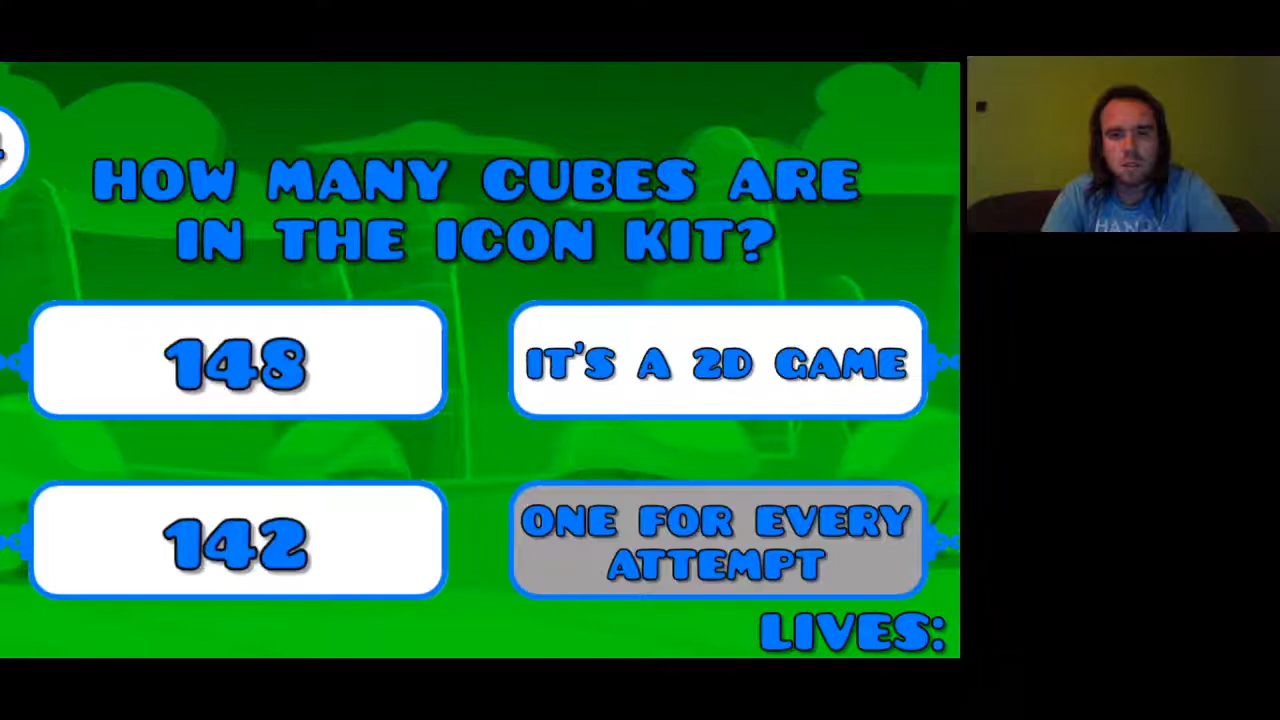 HOW MANY CUBES ARE
IN THE ICON KIT?
148
IT'S A 2D GAME
142
ONE FOR EVERY
ATTEMPT
LIVES: